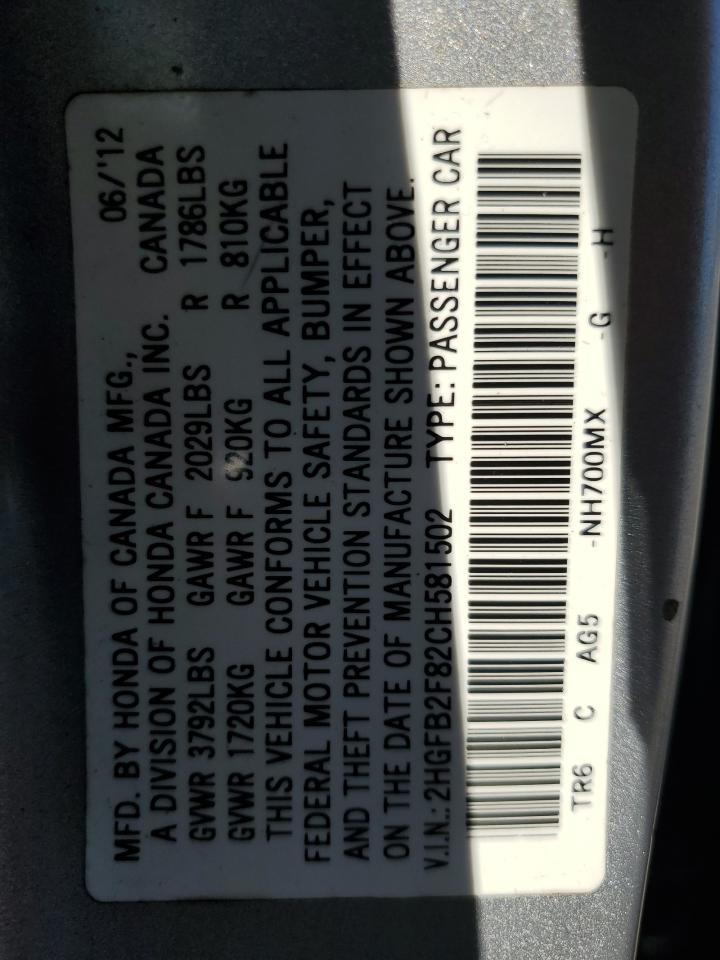 MFD. BY HONDA OF CANADA MFG., 06/'12
A DIVISION OF HONDA CANADA INC. CANADA
GVWR 3792LBS GAWR F 2029LBS R 1786LBS
GVWR 1720KG GAWR F 920KG R 810KG
THIS VEHICLE CONFORMS TO ALL APPLICABLE
FEDERAL MOTOR VEHICLE SAFETY, BUMPER,
AND THEFT PREVENTION STANDARDS IN EFFECT
ON THE DATE OF MANUFACTURE SHOWN ABOVE.
V.I.N.: 2HGFB2F82CH581502 TYPE: PASSENGER CAR
TR6 C AG5 -NH700MX -G -H